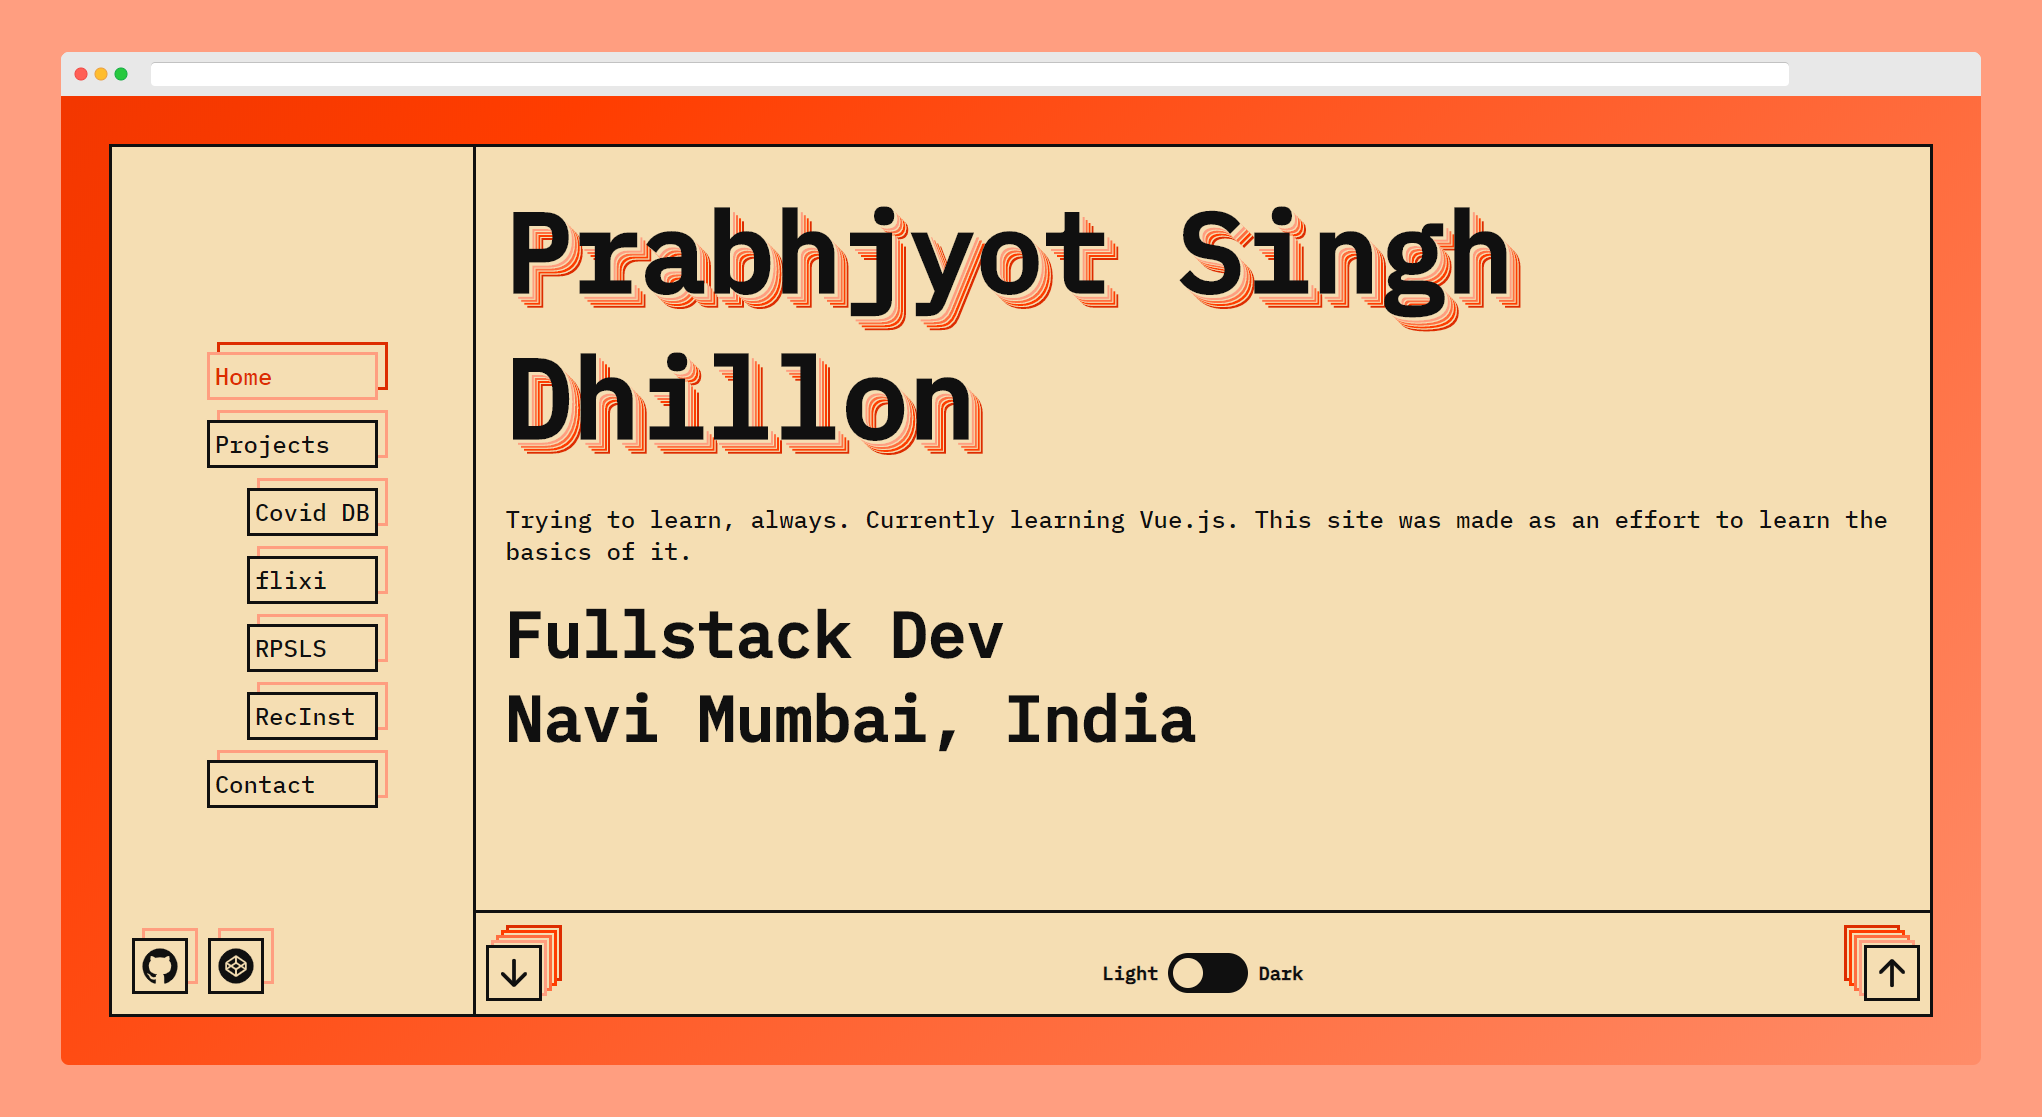 Home
Projects
Covid DB
flixi
RPSLS
RecInst
Contact
Prabhjyot Singh
Dhillon
Trying to learn, always. Currently learning Vue.js. This site was made as an effort to learn the
basics of it.
Fullstack Dev
Navi Mumbai, India
Light Dark